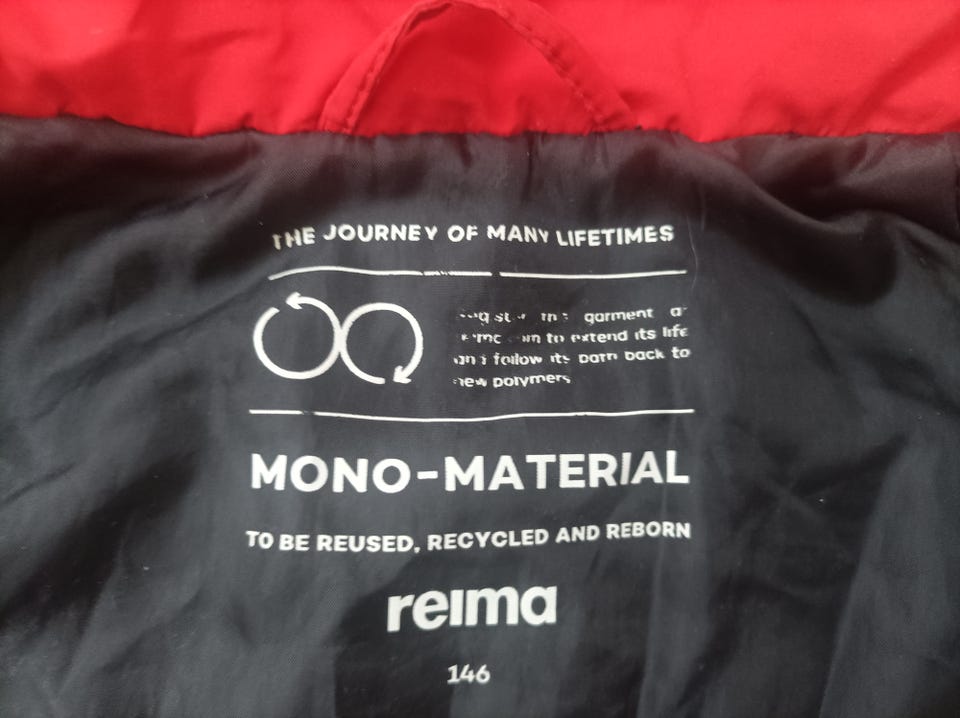 THE JOURNEY OF MANY LIFETIMES
garment
to extend its life
follow its path back to
new polymers
MONO-MATERIAL
TO BE REUSED, RECYCLED AND REBORN
reima
146